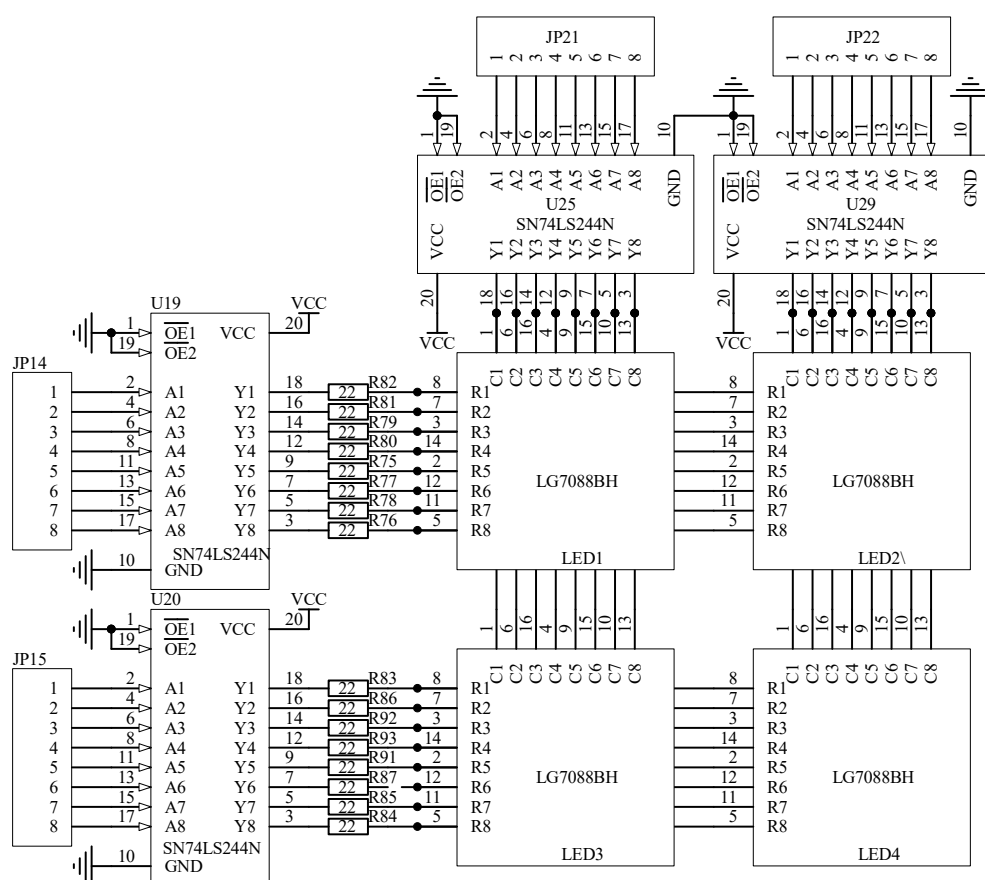 JP21
1 2 3 4 5 6 7 8
JP22
1 2 3 4 5 6 7 8
1 19 2 4 6 8 11 13 15 17 10
1 19 2 4 6 8 11 13 15 17 10
OE1 OE2 A1 A2 A3 A4 A5 A6 A7 A8 GND
U25
SN74LS244N
VCC Y1 Y2 Y3 Y4 Y5 Y6 Y7 Y8
OE1 OE2 A1 A2 A3 A4 A5 A6 A7 A8 GND
U29
SN74LS244N
VCC Y1 Y2 Y3 Y4 Y5 Y6 Y7 Y8
20 18 16 14 12 9 7 5 3
20 18 16 14 12 9 7 5 3
VCC 1 6 16 4 9 15 10 13
VCC 1 6 16 4 9 15 10 13
U19
VCC
1 OE1 VCC 20
19 OE2
JP14
1 2 A1 Y1 18 22 R82 8 R1
2 4 A2 Y2 16 22 R81 7 R2
3 6 A3 Y3 14 22 R79 3 R3
4 8 A4 Y4 12 22 R80 14 R4
5 11 A5 Y5 9 22 R75 2 R5
6 13 A6 Y6 7 22 R77 12 R6
7 15 A7 Y7 5 22 R78 11 R7
8 17 A8 Y8 3 22 R76 5 R8
SN74LS244N
10 GND
C1 C2 C3 C4 C5 C6 C7 C8
LG7088BH
LED1
C1 C2 C3 C4 C5 C6 C7 C8
8 R1
7 R2
3 R3
14 R4
2 R5
12 R6
11 R7
5 R8
LG7088BH
LED2\
U20
VCC
1 OE1 VCC 20
19 OE2
1 6 16 4 9 15 10 13
1 6 16 4 9 15 10 13
JP15
1 2 A1 Y1 18 22 R83 8 R1
2 4 A2 Y2 16 22 R86 7 R2
3 6 A3 Y3 14 22 R92 3 R3
4 8 A4 Y4 12 22 R93 14 R4
5 11 A5 Y5 9 22 R91 2 R5
6 13 A6 Y6 7 22 R87 12 R6
7 15 A7 Y7 5 22 R85 11 R7
8 17 A8 Y8 3 22 R84 5 R8
SN74LS244N
10 GND
C1 C2 C3 C4 C5 C6 C7 C8
LG7088BH
LED3
C1 C2 C3 C4 C5 C6 C7 C8
8 R1
7 R2
3 R3
14 R4
2 R5
12 R6
11 R7
5 R8
LG7088BH
LED4